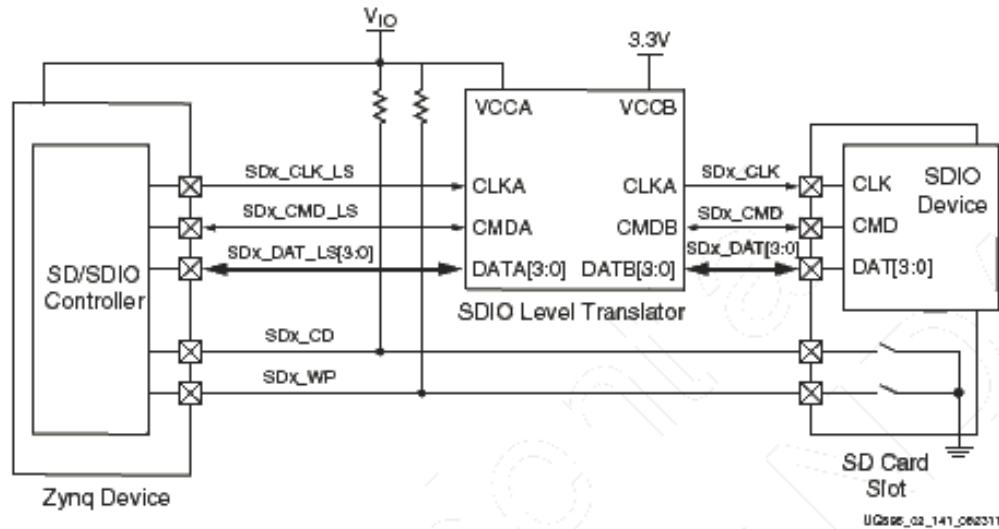 VIO
3.3V
VCCA
VCCB
SDx_CLK_LS
CLKA
CLKA
SDx_CLK
CLK
SDIO
Device
SDx_CMD_LS
CMDA
CMDB
SDx_CMD
CMD
SDx_DAT_LS[3:0]
DATA[3:0]
DATB[3:0]
SDx_DAT[3:0]
DAT[3:0]
SD/SDIO
Controller
SDIO Level Translator
SDx_CD
SDx_WP
Zynq Device
SD Card
Slot